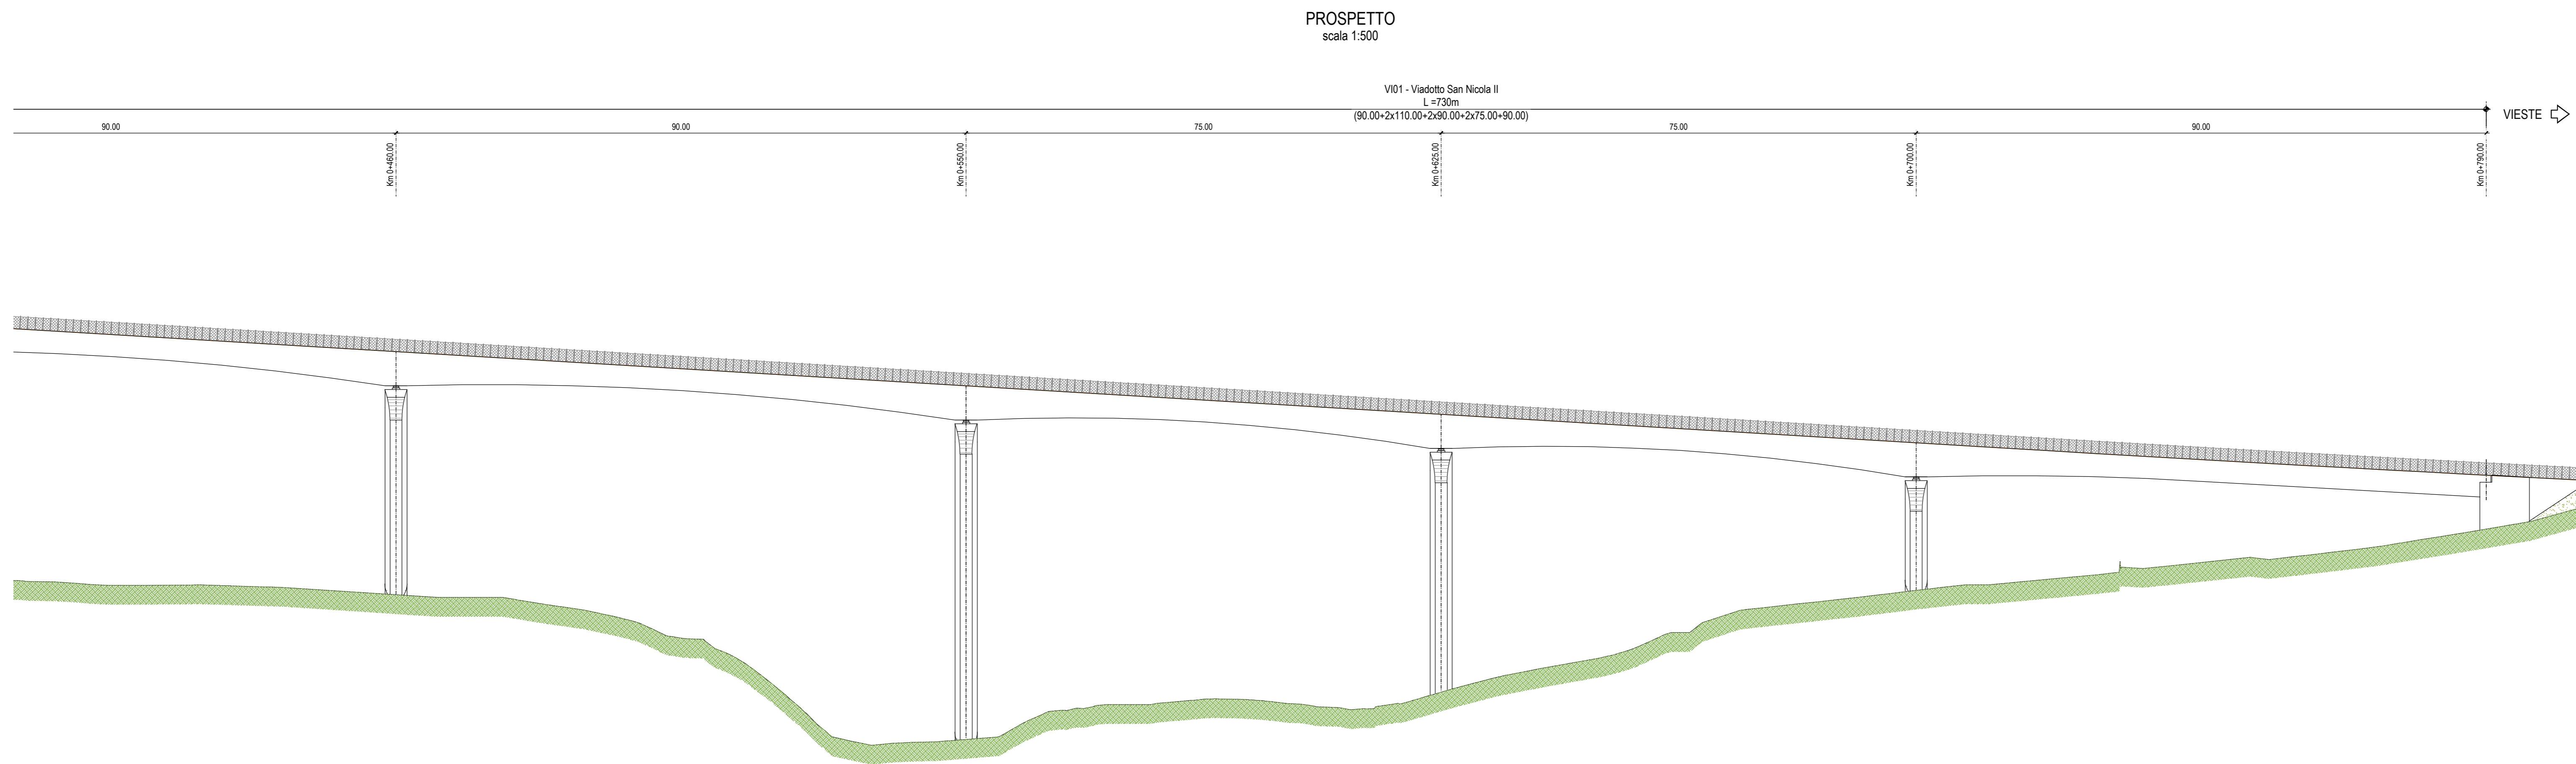 PROSPETTO
scala 1:500
VI01 - Viadotto San Nicola II
L =730m
(90.00+2x110.00+2x90.00+2x75.00+90.00)
VIESTE
90.00
90.00
75.00
75.00
90.00
Km 0+460.00
Km 0+550.00
Km 0+625.00
Km 0+700.00
Km 0+790.00